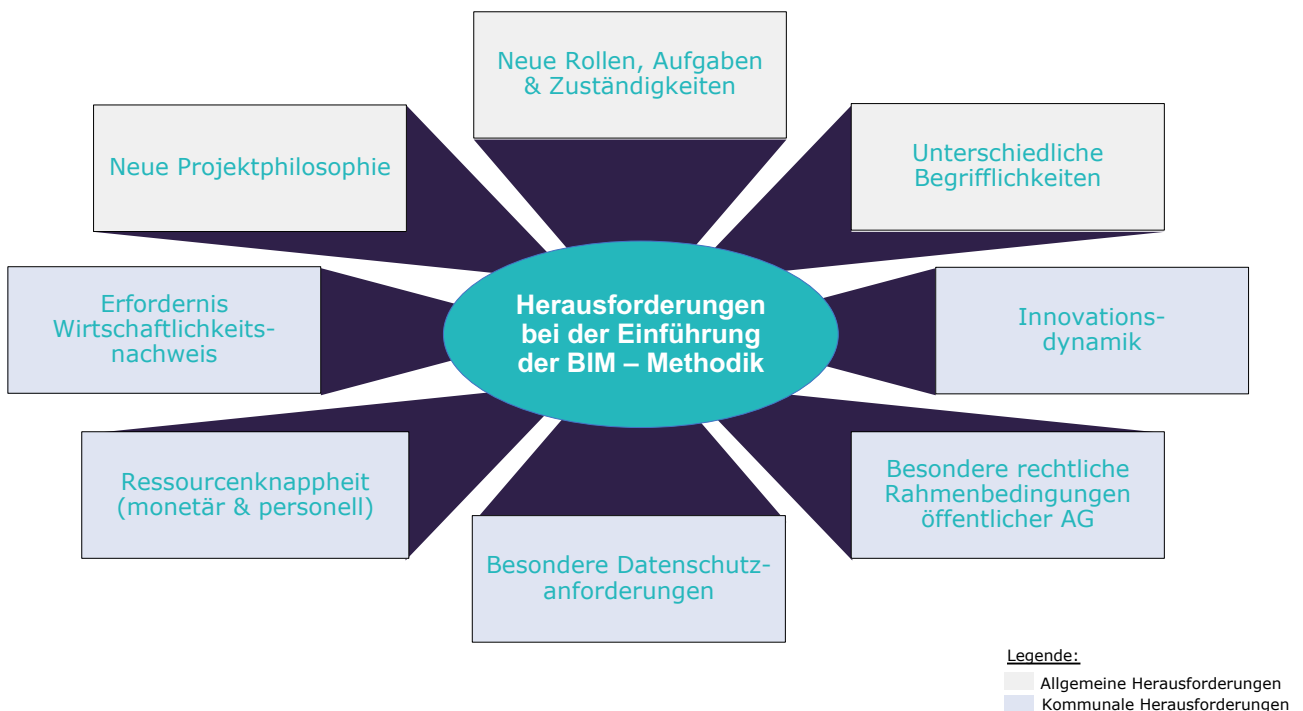 Neue Rollen, Aufgaben
& Zuständigkeiten
Neue Projektphilosophie
Unterschiedliche
Begrifflichkeiten
Herausforderungen
bei der Einführung
der BIM – Methodik
Erfordernis
Wirtschaftlichkeits-
nachweis
Innovations-
dynamik
Ressourcenknappheit
(monetär & personell)
Besondere rechtliche
Rahmenbedingungen
öffentlicher AG
Besondere Datenschutz-
anforderungen
Legende:
Allgemeine Herausforderungen
Kommunale Herausforderungen